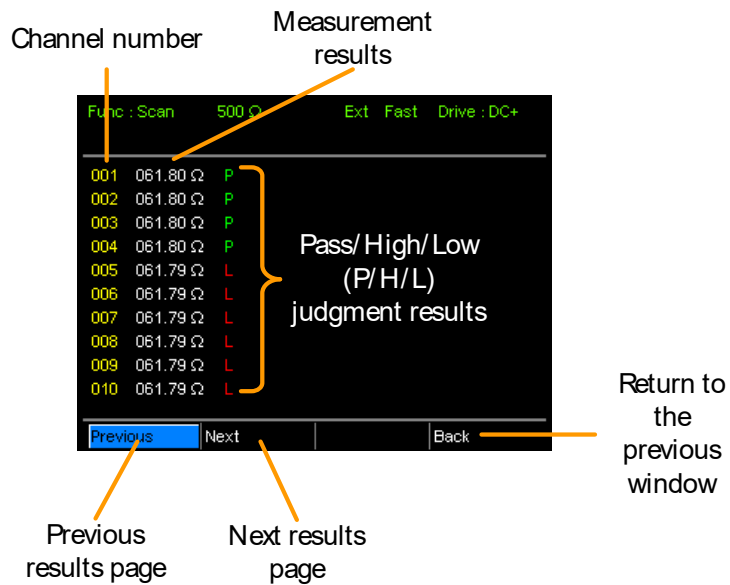 Channel number
Measurement
results
Func : Scan 500 Ω Ext Fast Drive : DC+
001 061.80 Ω P
002 061.80 Ω P
003 061.80 Ω P
004 061.80 Ω P
005 061.79 Ω L
006 061.79 Ω L
007 061.79 Ω L
008 061.79 Ω L
009 061.79 Ω L
010 061.79 Ω L
Pass/High/Low
(P/H/L)
judgment results
Previous Next Back
Return to
the
previous
window
Previous
results page
Next results
page